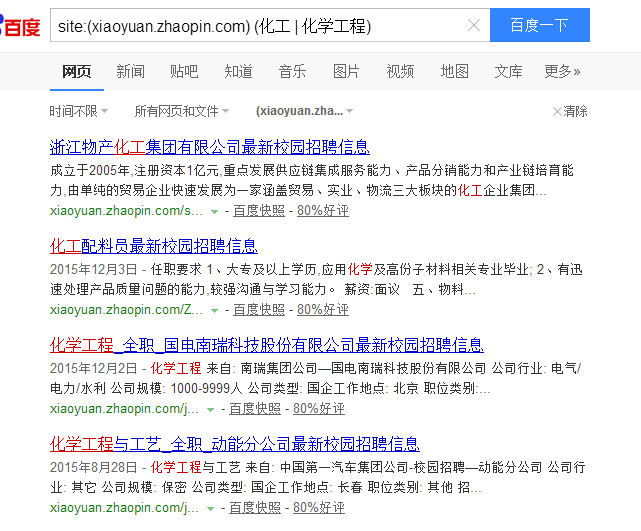 百度 site:(xiaoyuan.zhaopin.com) (化工 | 化学工程) 百度一下
网页 新闻 贴吧 知道 音乐 图片 视频 地图 文库 更多»
时间不限 所有网页和文件 (xiaoyuan.zha... 清除
浙江物产化工集团有限公司最新校园招聘信息
成立于2005年,注册资本1亿元,重点发展供应链集成服务能力、产品分销能力和产业链培育能
力,由单纯的贸易企业快速发展为一家涵盖贸易、实业、物流三大板块的化工企业集团...
xiaoyuan.zhaopin.com/s... - 百度快照 - 80%好评
化工配料员最新校园招聘信息
2015年12月3日 - 任职要求 1、大专及以上学历,应用化学及高份子材料相关专业毕业; 2、有迅
速处理产品质量问题的能力,较强沟通与学习能力。 薪资:面议 五、物料...
xiaoyuan.zhaopin.com/Z... - 百度快照 - 80%好评
化学工程_全职_国电南瑞科技股份有限公司最新校园招聘信息
2015年12月2日 - 化学工程 来自: 南瑞集团公司—国电南瑞科技股份有限公司 公司行业: 电气/
电力/水利 公司规模: 1000-9999人 公司类型: 国企工作地点: 北京 职位类别:...
xiaoyuan.zhaopin.com/j... - 百度快照 - 80%好评
化学工程与工艺_全职_动能分公司最新校园招聘信息
2015年8月28日 - 化学工程与工艺 来自: 中国第一汽车集团公司-校园招聘—动能分公司 公司行
业: 其它 公司规模: 保密 公司类型: 国企工作地点: 长春 职位类别: 其他 招...
xiaoyuan.zhaopin.com/j... - 百度快照 - 80%好评